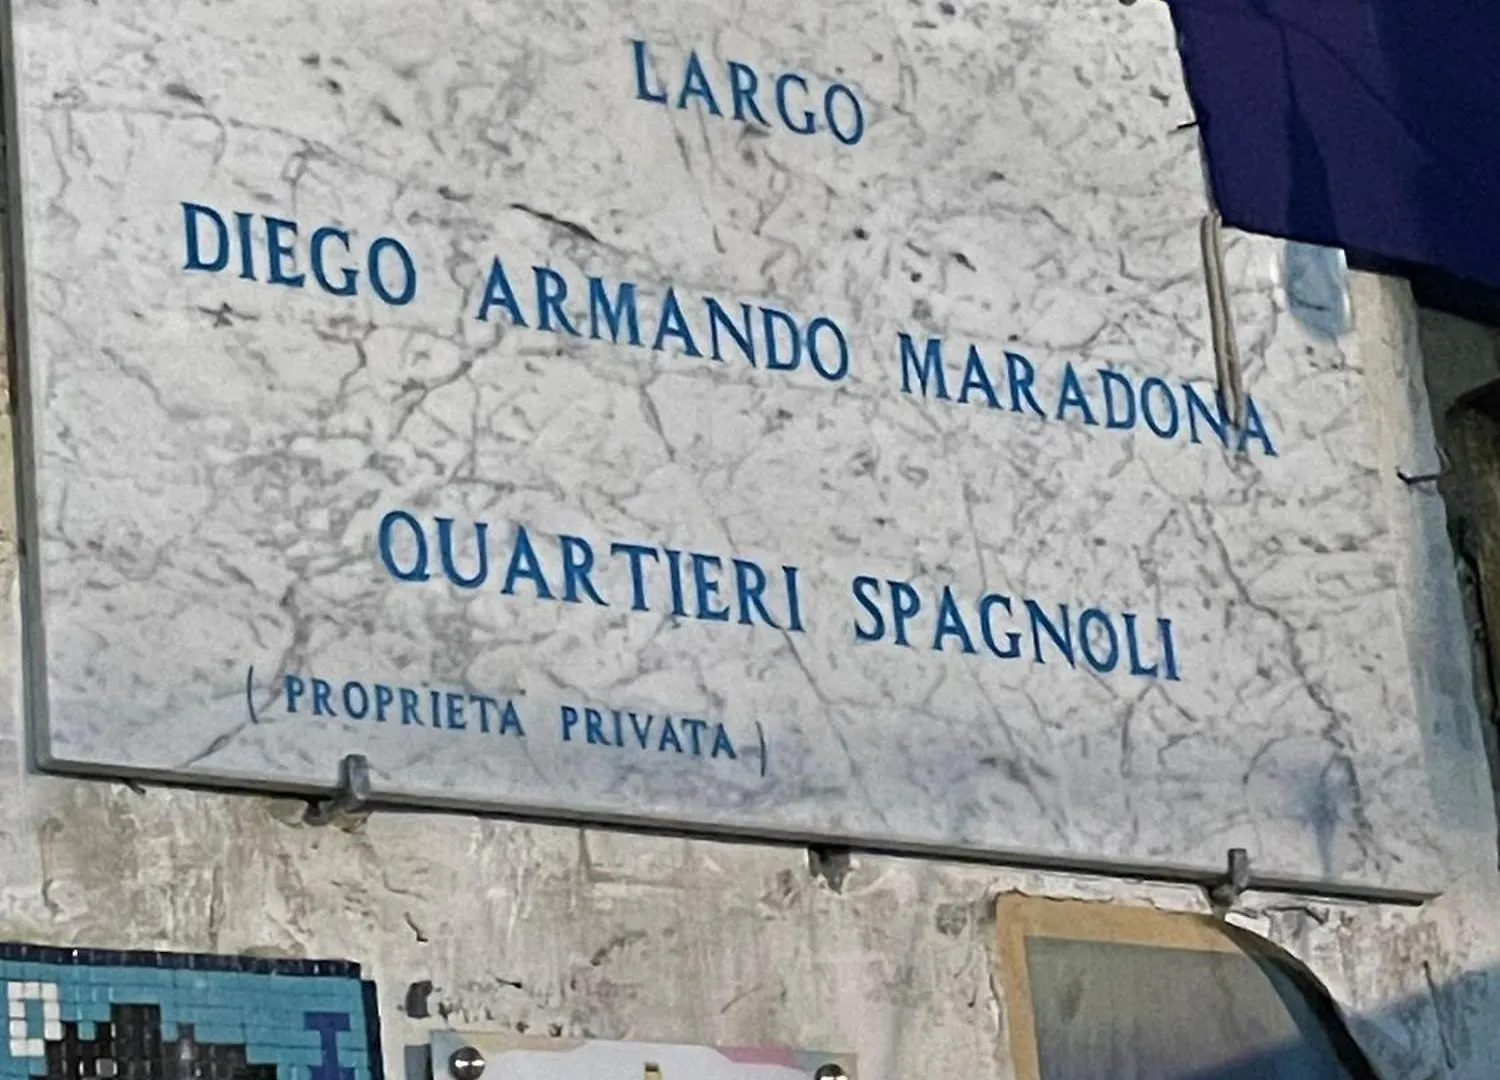 LARGO
DIEGO ARMANDO MARADONA
QUARTIERI SPAGNOLI
( PROPRIETA PRIVATA )